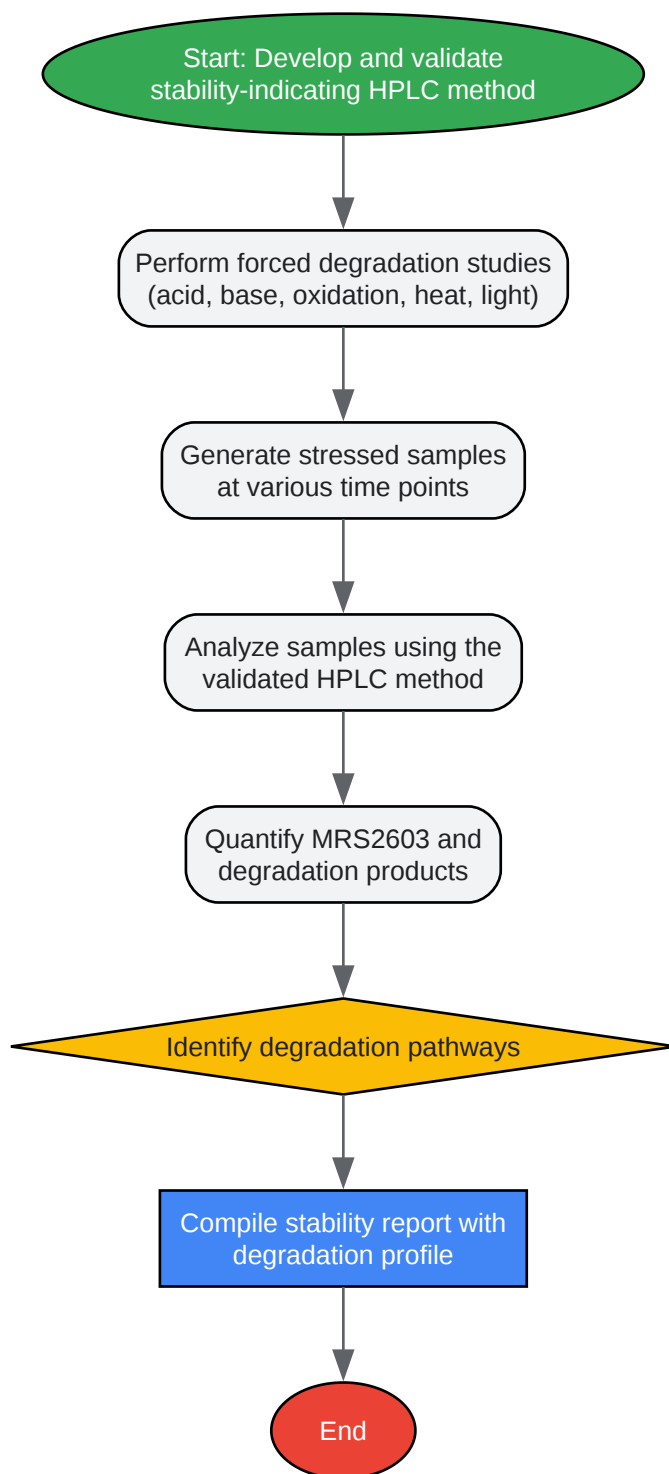 Start: Develop and validate
stability-indicating HPLC method
Perform forced degradation studies
(acid, base, oxidation, heat, light)
Generate stressed samples
at various time points
Analyze samples using the
validated HPLC method
Quantify MRS2603 and
degradation products
Identify degradation pathways
Compile stability report with
degradation profile
End